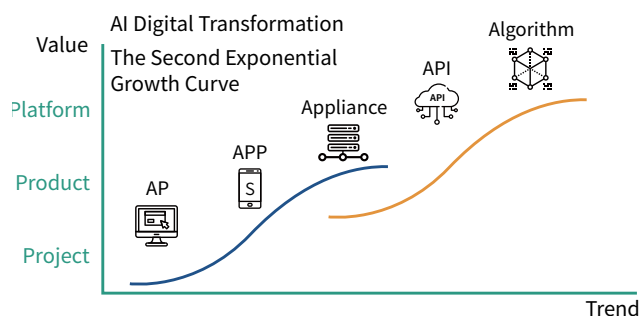 AI Digital Transformation
The Second Exponential
Growth Curve
Value
Platform
Product
Project
AP
APP
S
Appliance
API
API
Algorithm
Trend